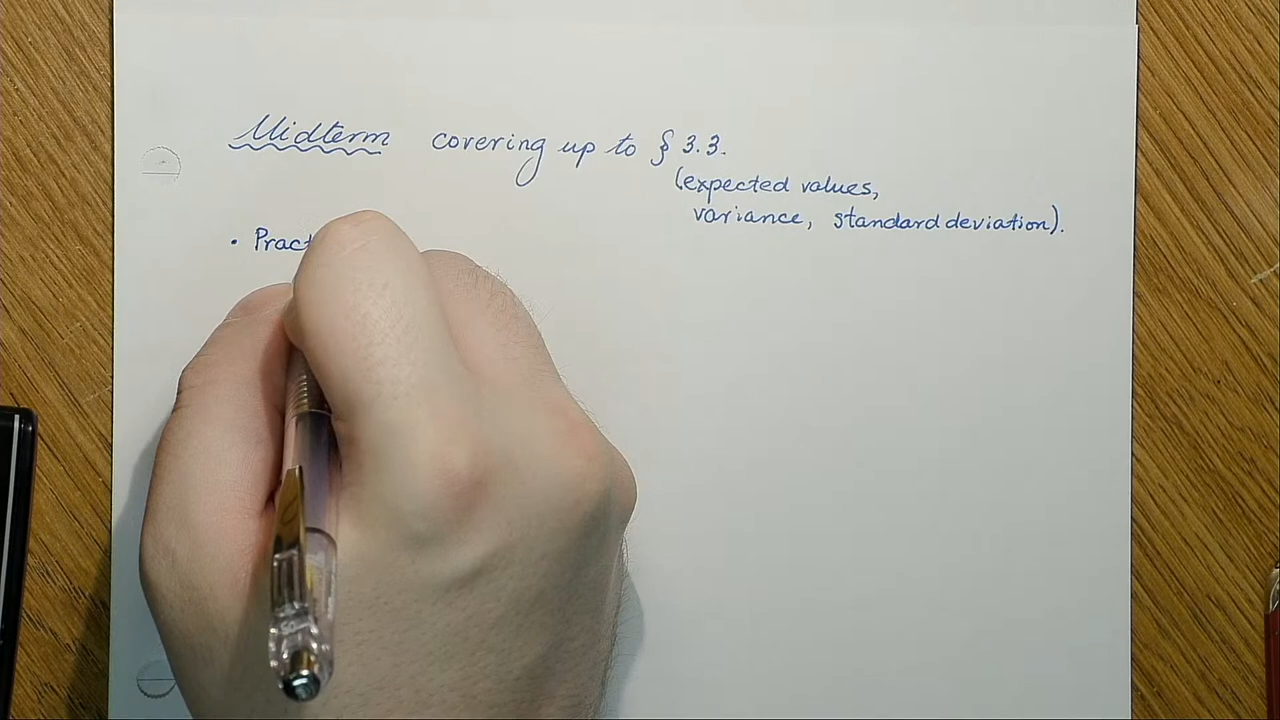 Midterm covering up to § 3.3.
(expected values,
variance, standard deviation).
• Pract